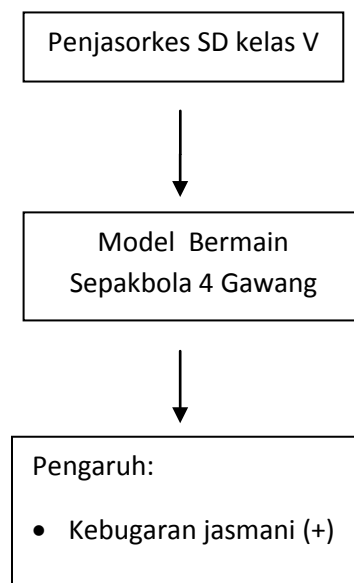 Penjasorkes SD kelas V
Model  Bermain
Sepakbola 4 Gawang
Pengaruh:
• Kebugaran jasmani (+)